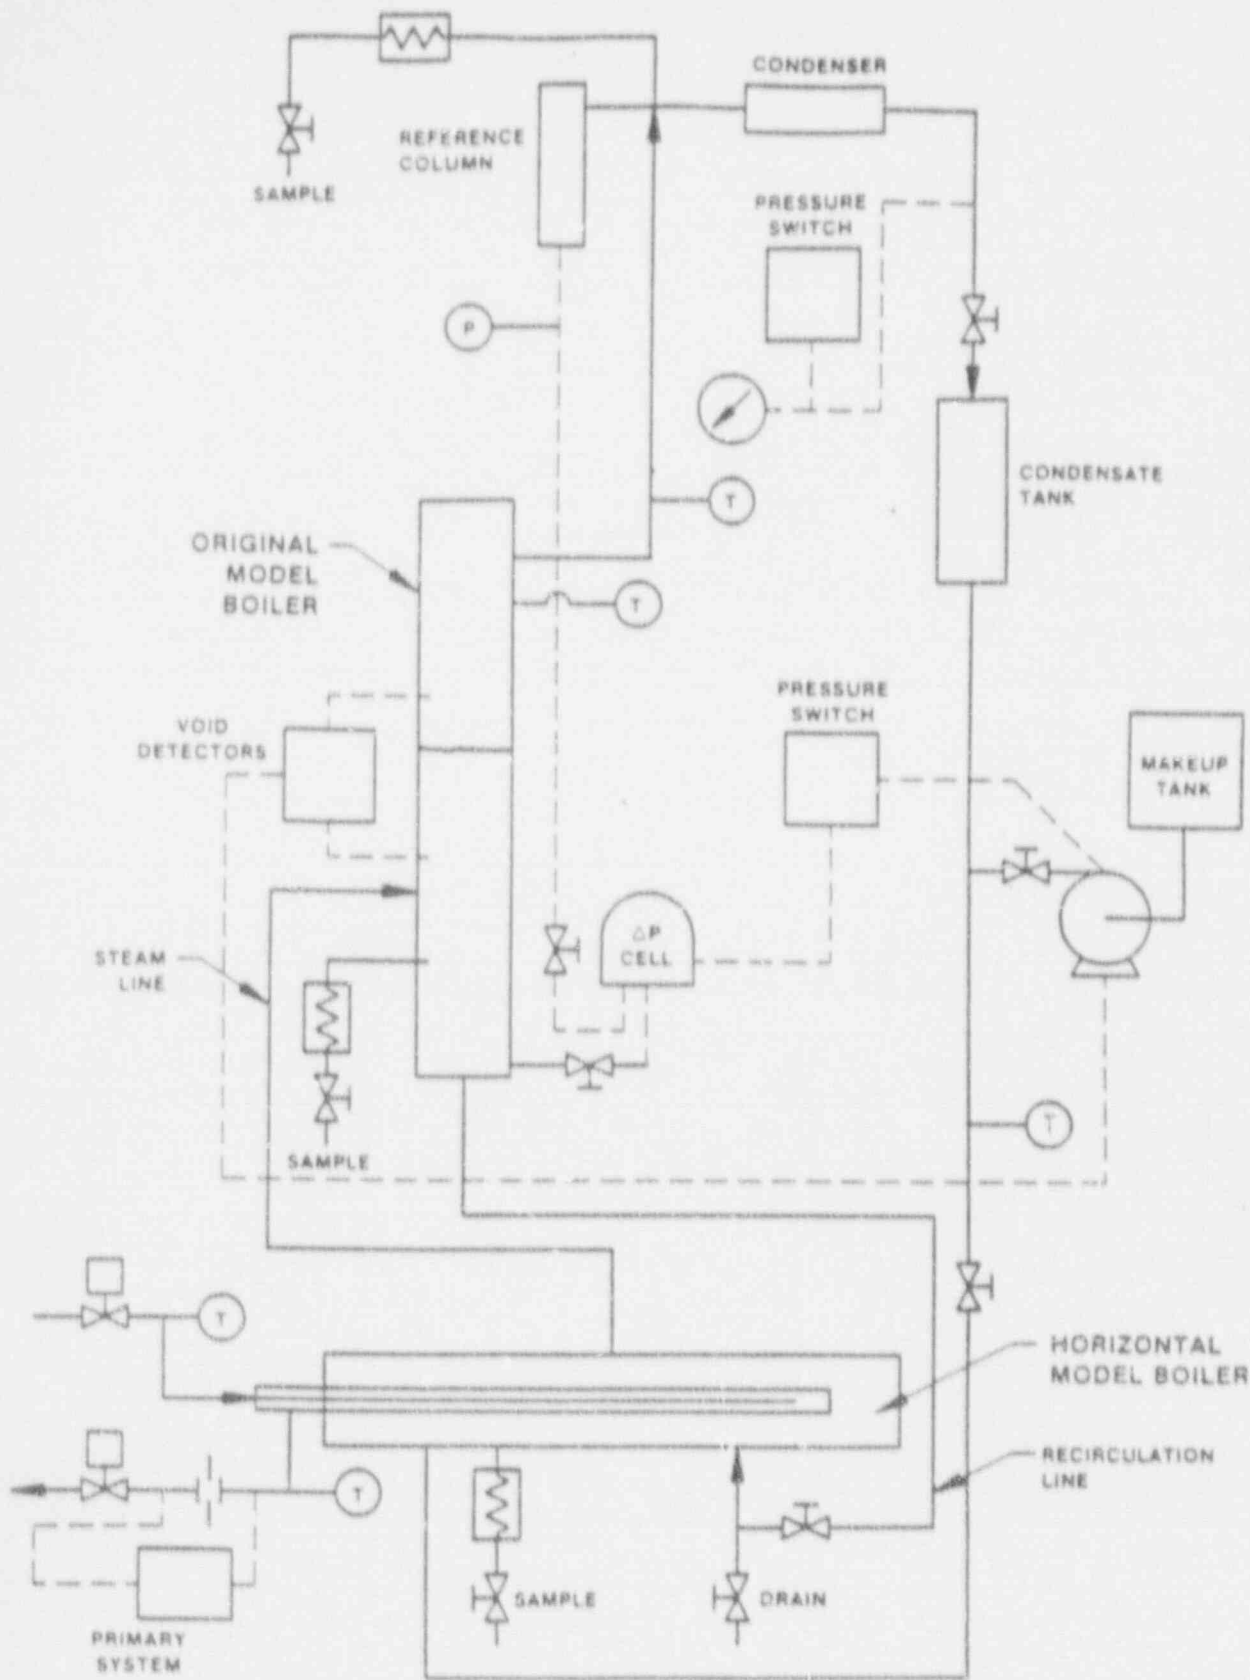 CONDENSER
REFERENCE
COLUMN
SAMPLE
PRESSURE
SWITCH
P
T
CONDENSATE
TANK
ORIGINAL
MODEL
BOILER
T
PRESSURE
SWITCH
VOID
DETECTORS
MAKEUP
TANK
STEAM
LINE
△P
CELL
T
SAMPLE
T
HORIZONTAL
MODEL BOILER
RECIRCULATION
LINE
T
SAMPLE
DRAIN
PRIMARY
SYSTEM